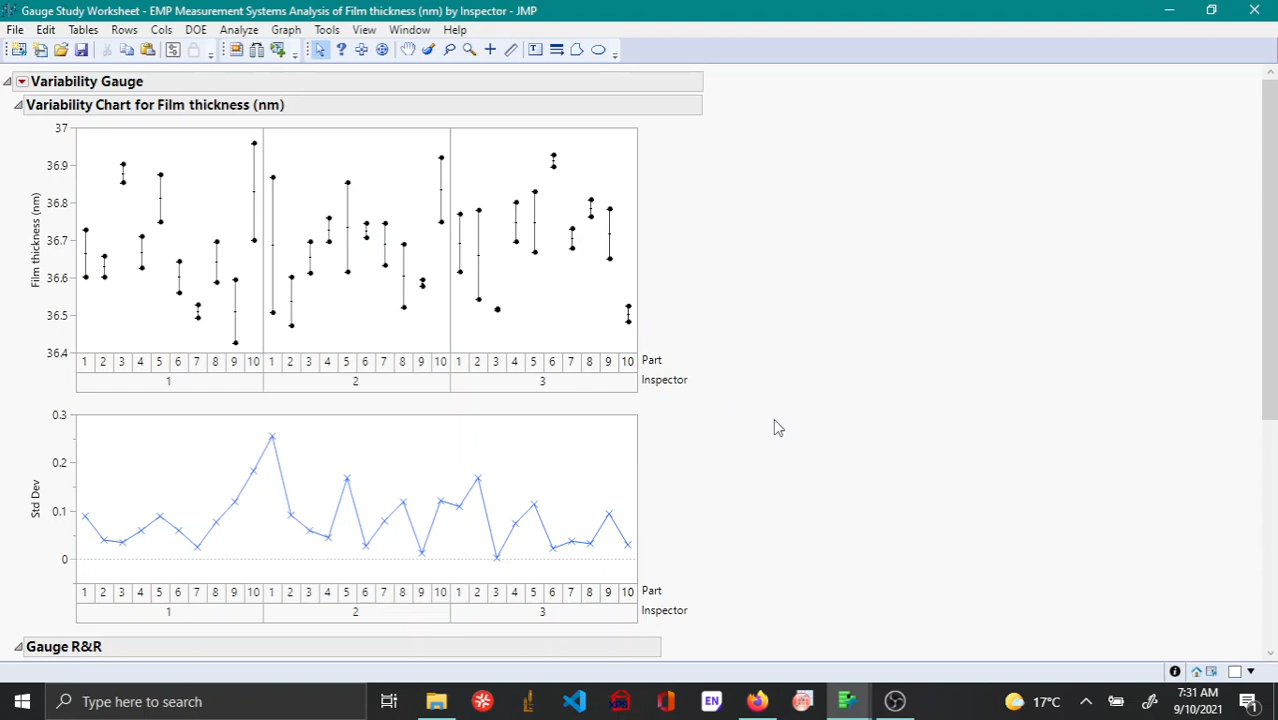 Gauge Study Worksheet - EMP Measurement Systems Analysis of Film thickness (nm) by Inspector - JMP
File Edit Tables Rows Cols DOE Analyze Graph Tools View Window Help
Variability Gauge
Variability Chart for Film thickness (nm)
Film thickness (nm)
37
36.9
36.8
36.7
36.6
36.5
36.4
1 2 3 4 5 6 7 8 9 10 1 2 3 4 5 6 7 8 9 10 1 2 3 4 5 6 7 8 9 10 Part
1 2 3 Inspector
Std Dev
0.3
0.2
0.1
0
1 2 3 4 5 6 7 8 9 10 1 2 3 4 5 6 7 8 9 10 1 2 3 4 5 6 7 8 9 10 Part
1 2 3 Inspector
Gauge R&R
Type here to search
EN
17°C
7:31 AM
9/10/2021
1